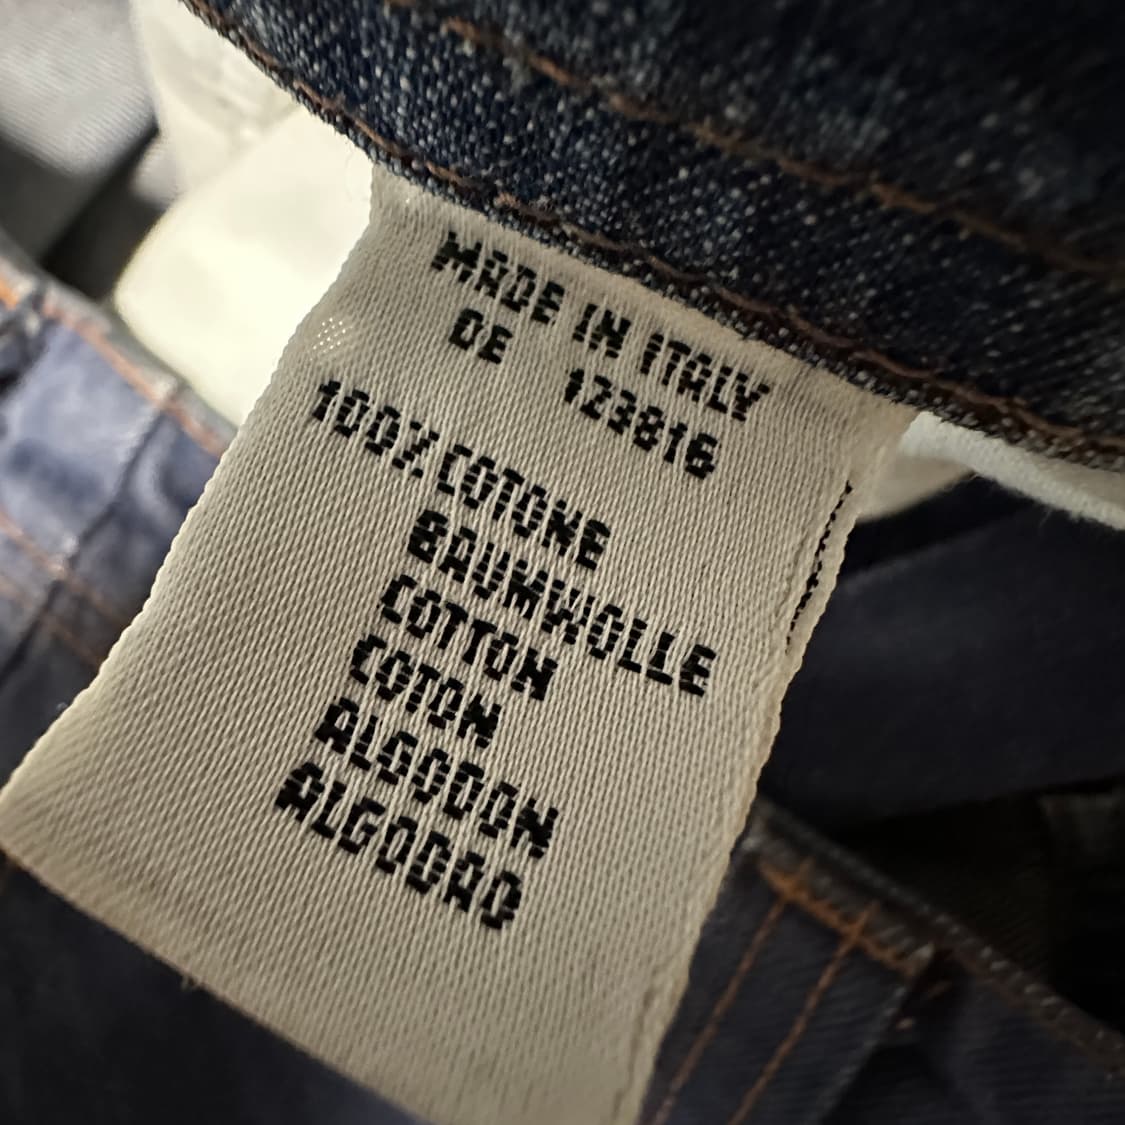 MADE IN ITALY
DE 123816
100% COTONE
BAUMWOLLE
COTTON
COTON
ALGODON
ALGODAO